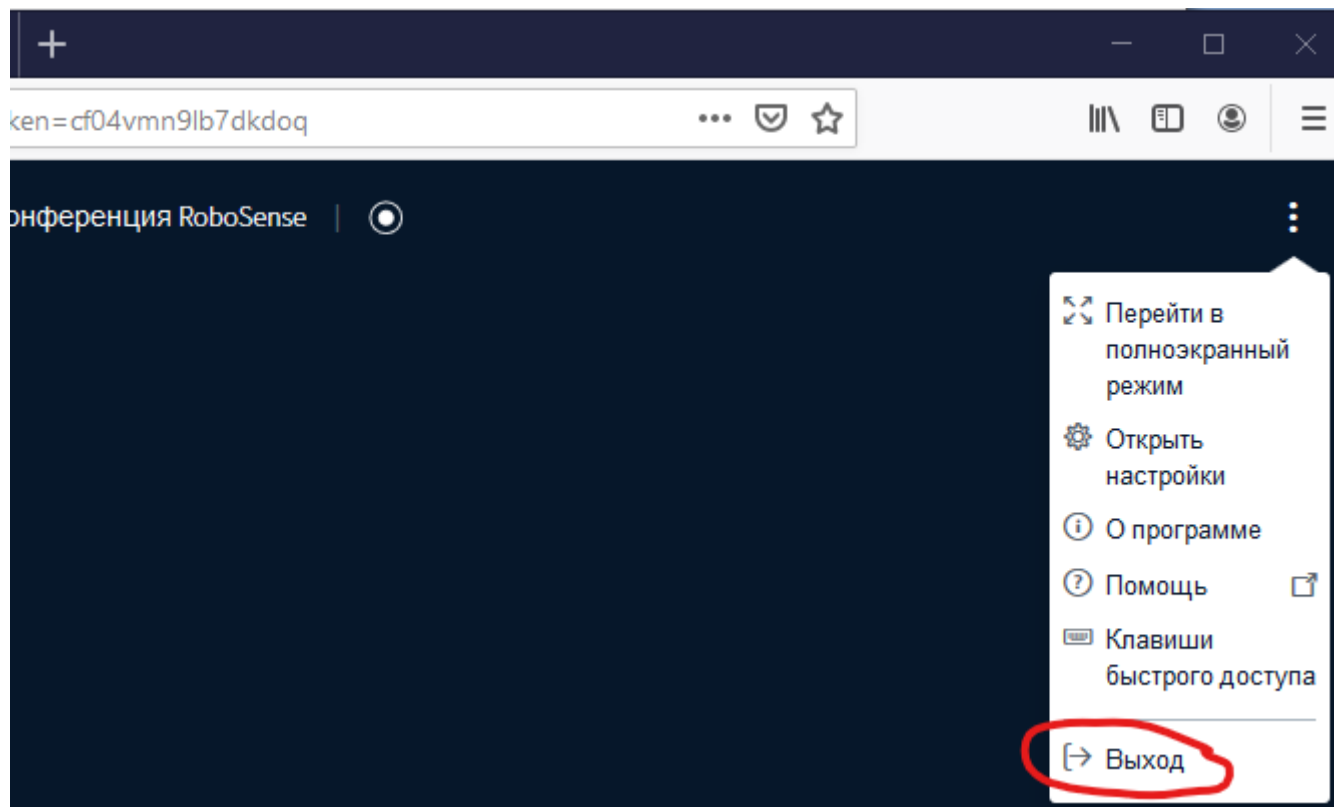 ken=cf04vmn9lb7dkdoq
онференция RoboSense
Перейти в
полноэкранный
режим
Открыть
настройки
О программе
Помощь
Клавиши
быстрого доступа
Выход